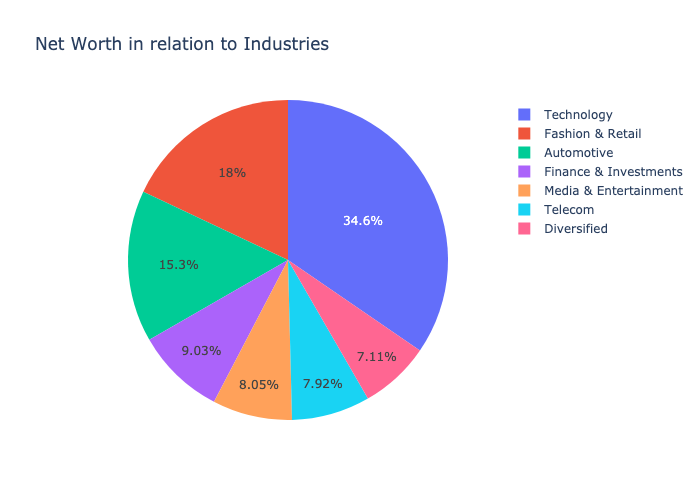 Net Worth in relation to Industries
Technology
Fashion & Retail
Automotive
Finance & Investments
Media & Entertainment
Telecom
Diversified
18%
34.6%
15.3%
9.03%
7.11%
8.05%
7.92%